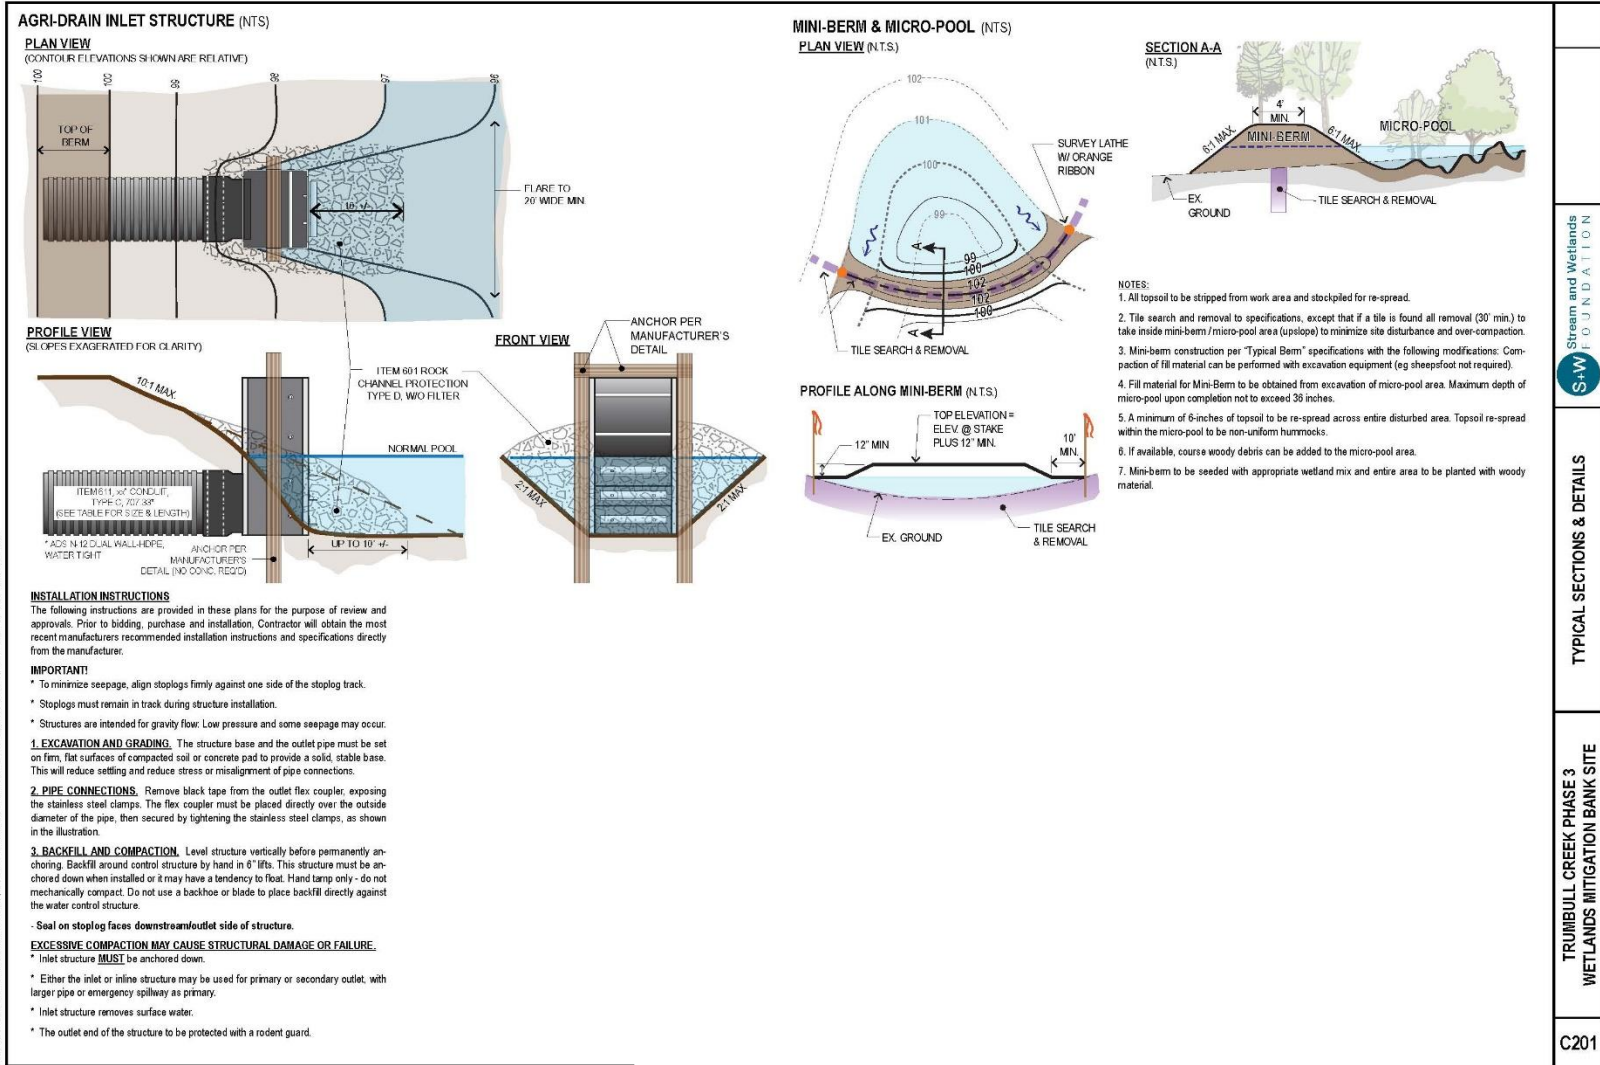 AGRI-DRAIN INLET STRUCTURE (NTS)
PLAN VIEW
(CONTOUR ELEVATIONS SHOWN ARE RELATIVE)
100
100
99
98
97
96
TOP OF
BERM
10' +/-
FLARE TO
20' WIDE MIN.
PROFILE VIEW
(SLOPES EXAGERATED FOR CLARITY)
10:1 MAX.
ITEM 601 ROCK
CHANNEL PROTECTION
TYPE D, W/O FILTER
NORMAL POOL
ITEM 611, xx" CONDUIT,
TYPE C, 707.33*
(SEE TABLE FOR SIZE & LENGTH)
* ADS N-12 DUAL WALL-HDPE,
WATER TIGHT
ANCHOR PER
MANUFACTURER'S
DETAIL (NO CONC. REQ'D)
UP TO 10' +/-
FRONT VIEW
ANCHOR PER
MANUFACTURER'S
DETAIL
2:1 MAX
2:1 MAX
INSTALLATION INSTRUCTIONS
The following instructions are provided in these plans for the purpose of review and
approvals. Prior to bidding, purchase and installation, Contractor will obtain the most
recent manufacturers recommended installation instructions and specifications directly
from the manufacturer.
IMPORTANT!
* To minimize seepage, align stoplogs firmly against one side of the stoplog track.
* Stoplogs must remain in track during structure installation.
* Structures are intended for gravity flow: Low pressure and some seepage may occur.
1. EXCAVATION AND GRADING. The structure base and the outlet pipe must be set
on firm, flat surfaces of compacted soil or concrete pad to provide a solid, stable base.
This will reduce settling and reduce stress or misalignment of pipe connections.
2. PIPE CONNECTIONS. Remove black tape from the outlet flex coupler, exposing
the stainless steel clamps. The flex coupler must be placed directly over the outside
diameter of the pipe, then secured by tightening the stainless steel clamps, as shown
in the illustration.
3. BACKFILL AND COMPACTION. Level structure vertically before permanently an-
choring. Backfill around control structure by hand in 6" lifts. This structure must be an-
chored down when installed or it may have a tendency to float. Hand tamp only - do not
mechanically compact. Do not use a backhoe or blade to place backfill directly against
the water control structure.
- Seal on stoplog faces downstream/outlet side of structure.
EXCESSIVE COMPACTION MAY CAUSE STRUCTURAL DAMAGE OR FAILURE.
* Inlet structure MUST be anchored down.
* Either the inlet or inline structure may be used for primary or secondary outlet, with
larger pipe or emergency spillway as primary.
* Inlet structure removes surface water.
* The outlet end of the structure to be protected with a rodent guard.
MINI-BERM & MICRO-POOL (NTS)
PLAN VIEW (N.T.S.)
102
101
100
99
99
100
102
102
100
A
A
SURVEY LATHE
W/ ORANGE
RIBBON
TILE SEARCH & REMOVAL
PROFILE ALONG MINI-BERM (N.T.S.)
12" MIN
TOP ELEVATION =
ELEV. @ STAKE
PLUS 12" MIN.
10'
MIN.
EX. GROUND
TILE SEARCH
& REMOVAL
SECTION A-A
(N.T.S.)
4'
MIN.
6:1 MAX.
MINI-BERM
6:1 MAX.
MICRO-POOL
EX.
GROUND
TILE SEARCH & REMOVAL
NOTES:
1. All topsoil to be stripped from work area and stockpiled for re-spread.
2. Tile search and removal to specifications, except that if a tile is found all removal (30' min.) to
take inside mini-berm / micro-pool area (upslope) to minimize site disturbance and over-compaction.
3. Mini-berm construction per "Typical Berm" specifications with the following modifications: Com-
paction of fill material can be performed with excavation equipment (eg sheepsfoot not required).
4. Fill material for Mini-Berm to be obtained from excavation of micro-pool area. Maximum depth of
micro-pool upon completion not to exceed 36 inches.
5. A minimum of 6-inches of topsoil to be re-spread across entire disturbed area. Topsoil re-spread
within the micro-pool to be non-uniform hummocks.
6. If available, course woody debris can be added to the micro-pool area.
7. Mini-berm to be seeded with appropriate wetland mix and entire area to be planted with woody
material.
S+W
Stream and Wetlands
FOUNDATION
TYPICAL SECTIONS & DETAILS
TRUMBULL CREEK PHASE 3
WETLANDS MITIGATION BANK SITE
C201